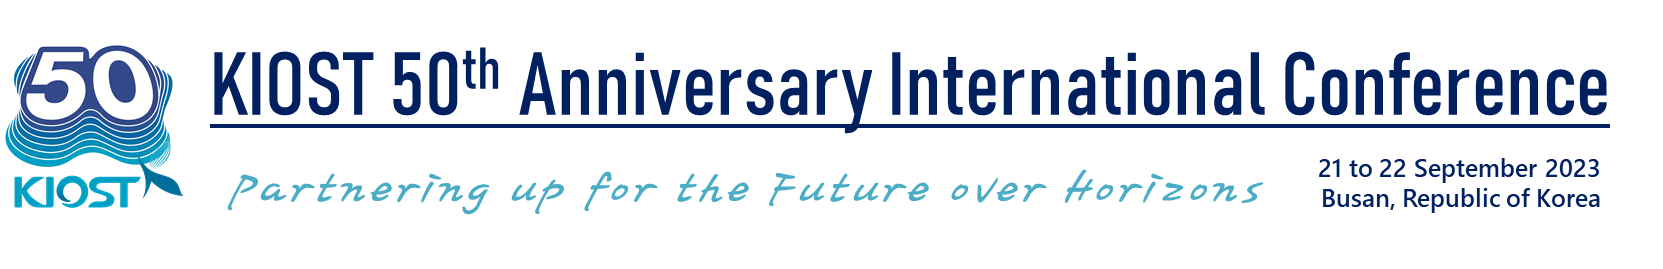 50
KIOST
KIOST 50th Anniversary International Conference
Partnering up for the Future over Horizons
21 to 22 September 2023
Busan, Republic of Korea